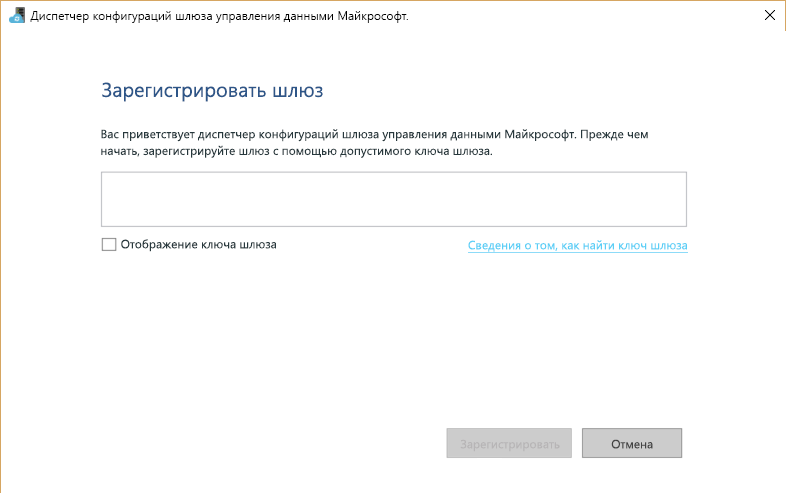 Диспетчер конфигураций шлюза управления данными Майкрософт.
Зарегистрировать шлюз
Вас приветствует диспетчер конфигураций шлюза управления данными Майкрософт. Прежде чем
начать, зарегистрируйте шлюз с помощью допустимого ключа шлюза.
Отображение ключа шлюза
Сведения о том, как найти ключ шлюза
Зарегистрировать
Отмена